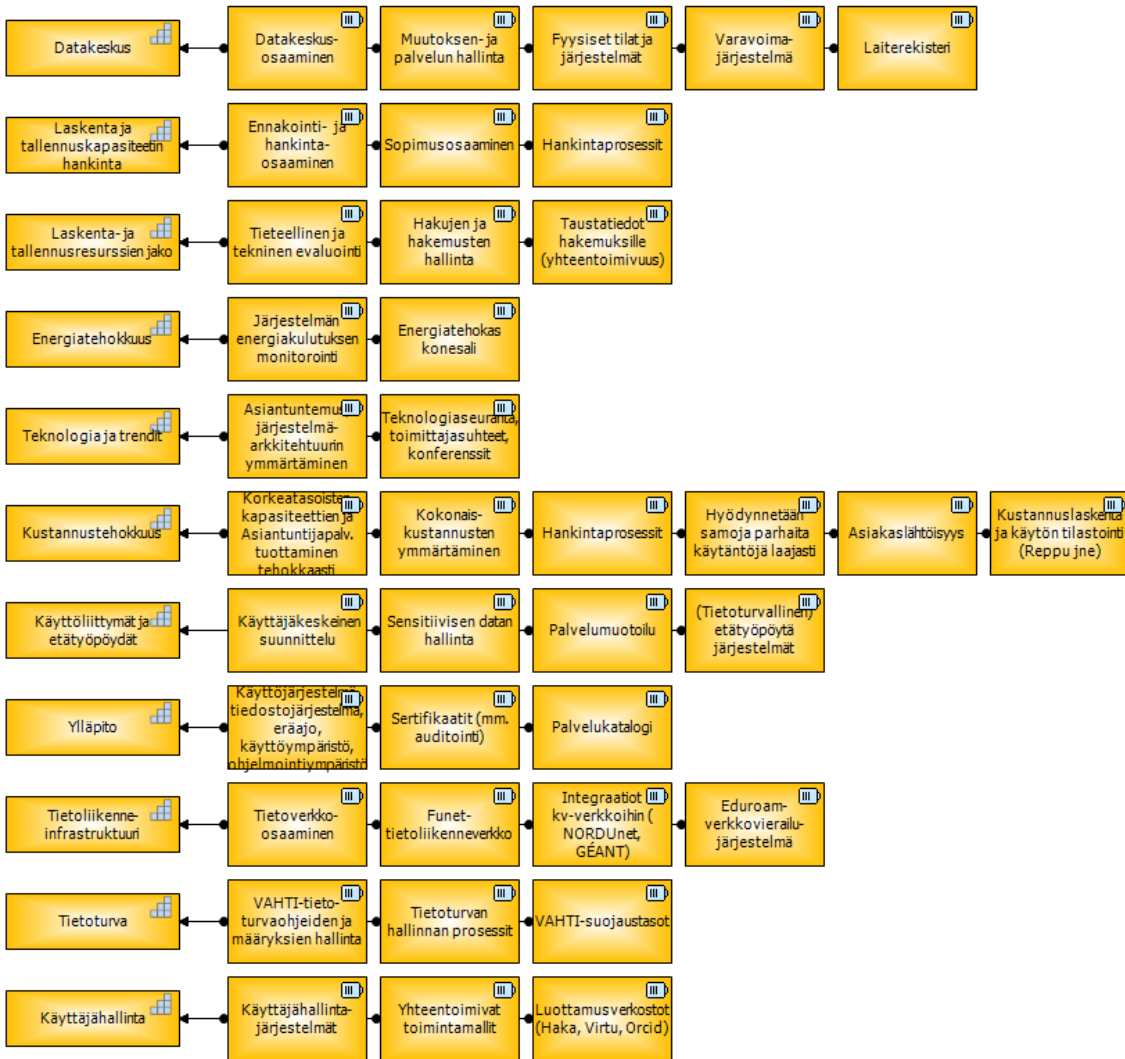 Datakeskus
Datakeskus-
osaaminen
Muutoksen- ja
palvelun hallinta
Fyysiset tilat ja
järjestelmät
Varavoima-
järjestelmä
Laiterekisteri
Laskenta ja
tallennuskapasiteetin
hankinta
Ennakointi- ja
hankinta-
osaaminen
Sopimusosaaminen
Hankintaprosessit
Laskenta- ja
tallennusresurssien jako
Tieteellinen ja
tekninen evaluointi
Hakujen ja
hakemusten
hallinta
Taustatiedot
hakemuksille
(yhteentoimivuus)
Energiatehokkuus
Järjestelmän
energiakulutuksen
monitorointi
Energiatehokas
konesali
Teknologia ja trendit
Asiantuntemus,
järjestelmä-
arkkitehtuurin
ymmärtäminen
Teknologiaseuranta,
toimittajasuhteet,
konferenssit
Kustannustehokkuus
Korkeatasoisten
kapasiteettien ja
Asiantuntijapalv.
tuottaminen
tehokkaasti
Kokonais-
kustannusten
ymmärtäminen
Hankintaprosessit
Hyödynnetään
samoja parhaita
käytäntöjä laajasti
Asiakaslähtöisyys
Kustannuslaskenta
ja käytön tilastointi
(Reppu jne)
Käyttöliittymät ja
etätyöpöydät
Käyttäjäkeskeinen
suunnittelu
Sensitiivisen datan
hallinta
Palvelumuotoilu
(Tietoturvallinen)
etätyöpöytä
järjestelmät
Ylläpito
Käyttöjärjestelmä,
tiedostojärjestelmä,
eräajo,
käyttöympäristö,
ohjelmointiympäristö
Sertifikaatit (mm.
auditointi)
Palvelukatalogi
Tietoliikenne-
infrastruktuuri
Tietoverkko-
osaaminen
Funet-
tietoliikenneverkko
Integraatiot
kv-verkkoihin (
NORDUnet,
GÉANT)
Eduroam-
verkkovierailu-
järjestelmä
Tietoturva
VAHTI-tieto-
turvaohjeiden ja
määryksien hallinta
Tietoturvan
hallinnan prosessit
VAHTI-suojaustasot
Käyttäjähallinta
Käyttäjähallinta-
järjestelmät
Yhteentoimivat
toimintamallit
Luottamusverkostot
(Haka, Virtu, Orcid)